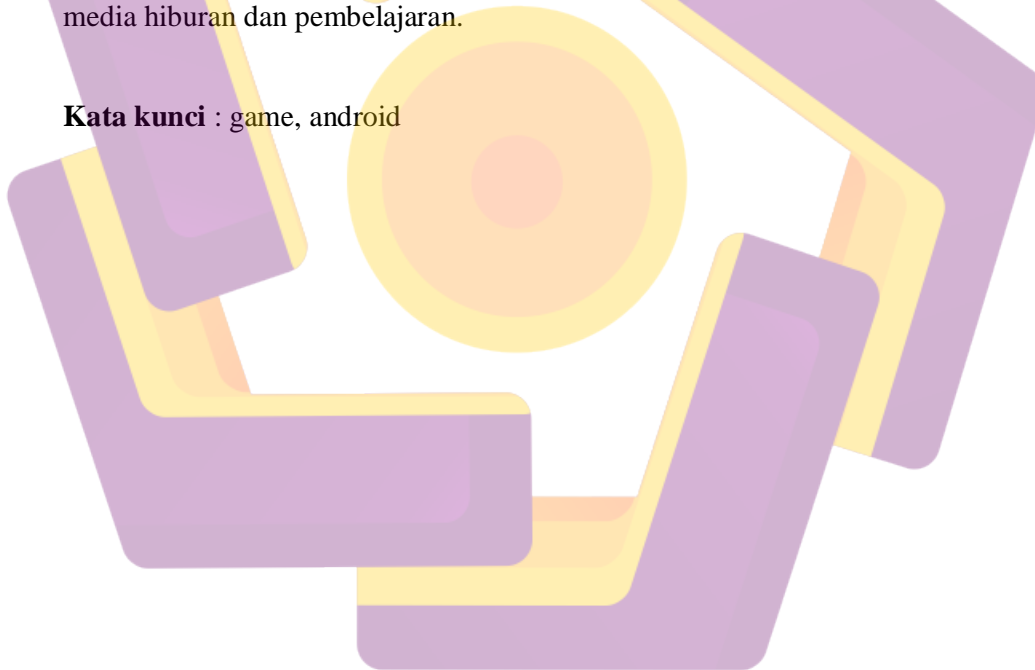 media hiburan dan pembelajaran.
Kata kunci : game, android